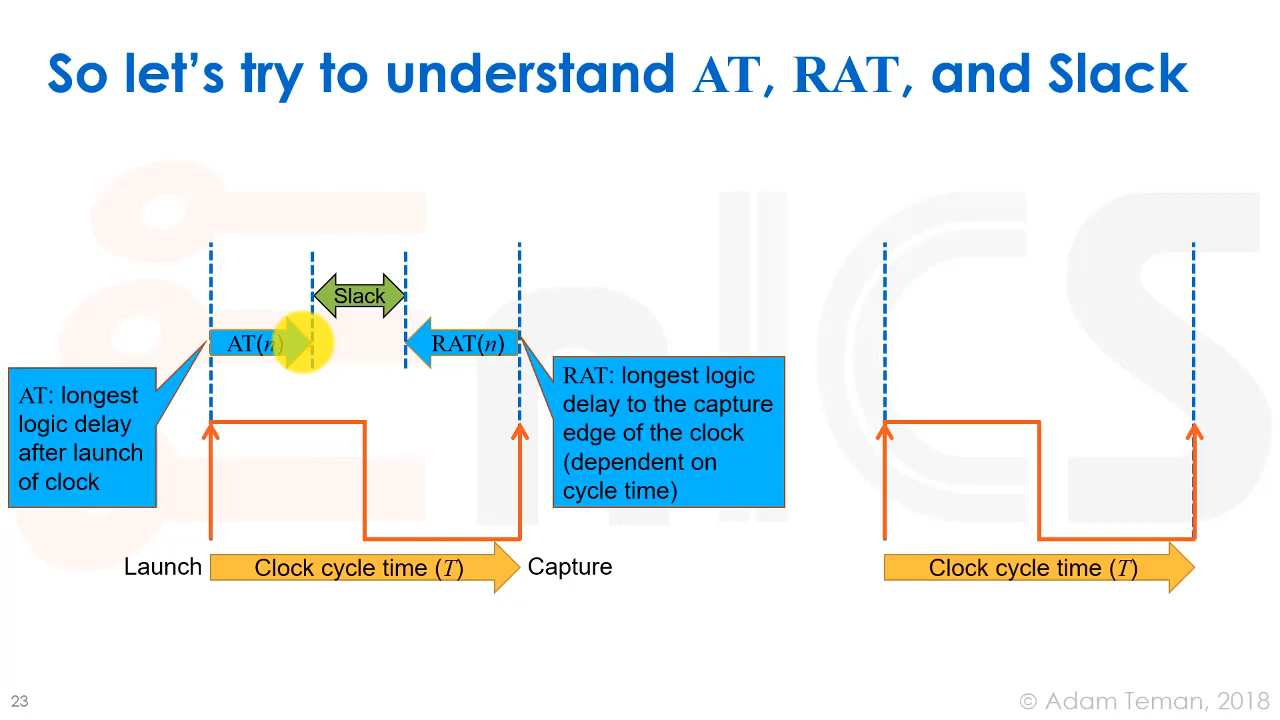 So let's try to understand AT, RAT, and Slack
Slack
AT(n)
RAT(n)
AT: longest
logic delay
after launch
of clock
RAT: longest logic
delay to the capture
edge of the clock
(dependent on
cycle time)
Launch
Clock cycle time (T)
Capture
Clock cycle time (T)
23
© Adam Teman, 2018
EnICS